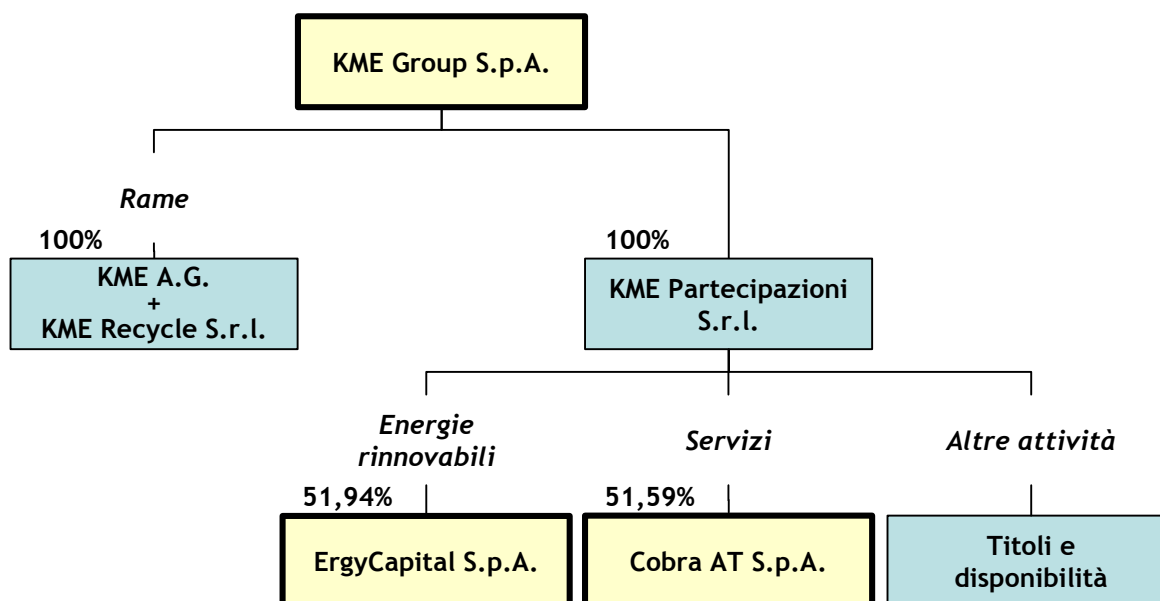 KME Group S.p.A.
Rame
100%
KME A.G.
+
KME Recycle S.r.l.
100%
KME Partecipazioni
S.r.l.
Energie
rinnovabili
51,94%
ErgyCapital S.p.A.
Servizi
51,59%
Cobra AT S.p.A.
Altre attività
Titoli e
disponibilità